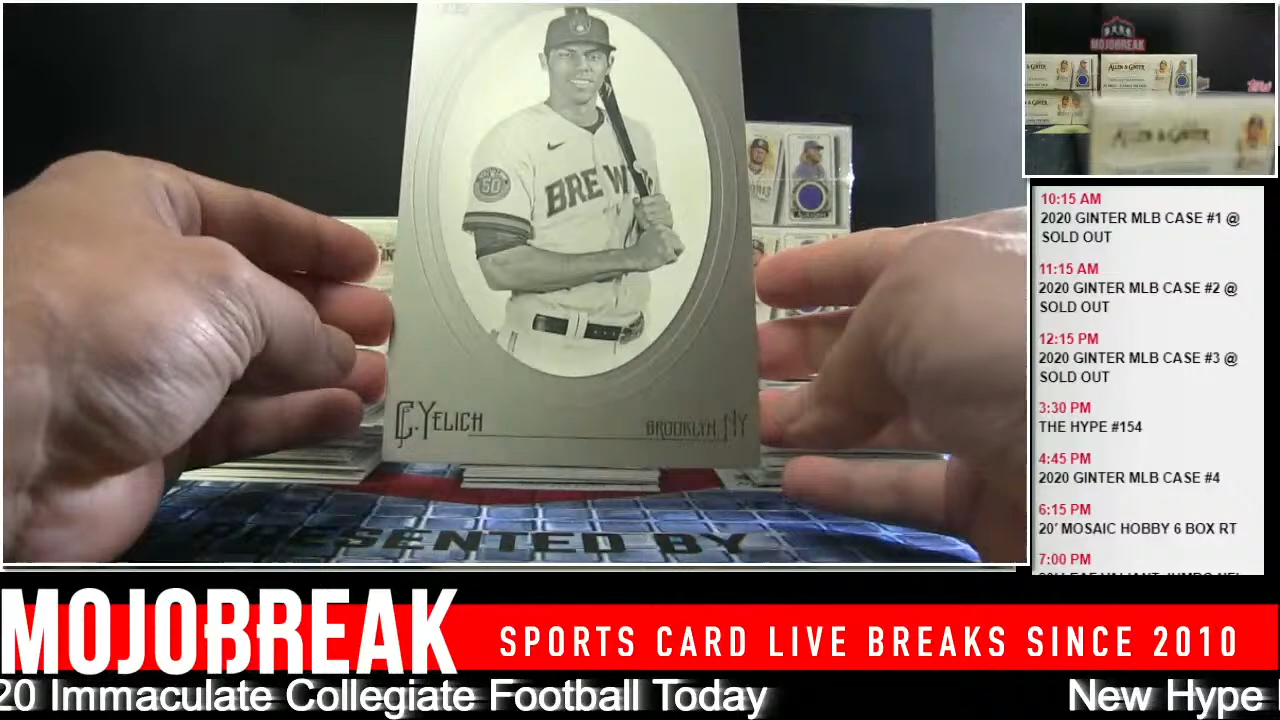 BREW
50
C. YELICH
BROOKLYN, NY
PRESENTED BY
MOJOBREAK
ALLEN & GINTER
ALLEN & GINTER
10:15 AM
2020 GINTER MLB CASE #1 @
SOLD OUT
11:15 AM
2020 GINTER MLB CASE #2 @
SOLD OUT
12:15 PM
2020 GINTER MLB CASE #3 @
SOLD OUT
3:30 PM
THE HYPE #154
4:45 PM
2020 GINTER MLB CASE #4
6:15 PM
20' MOSAIC HOBBY 6 BOX RT
7:00 PM
MOJOBREAK
SPORTS CARD LIVE BREAKS SINCE 2010
20 Immaculate Collegiate Football Today
New Hype